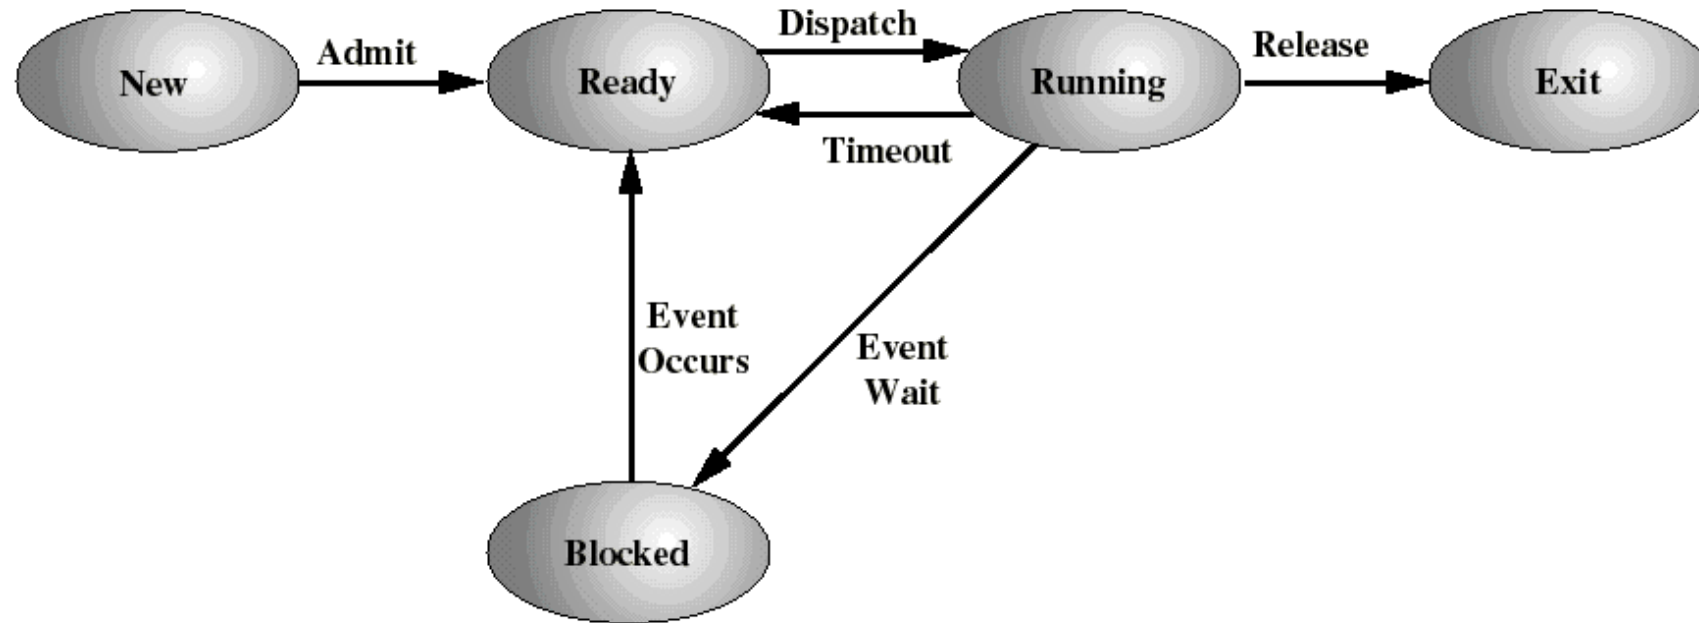 New
Admit
Ready
Dispatch
Timeout
Running
Release
Exit
Event
Occurs
Event
Wait
Blocked